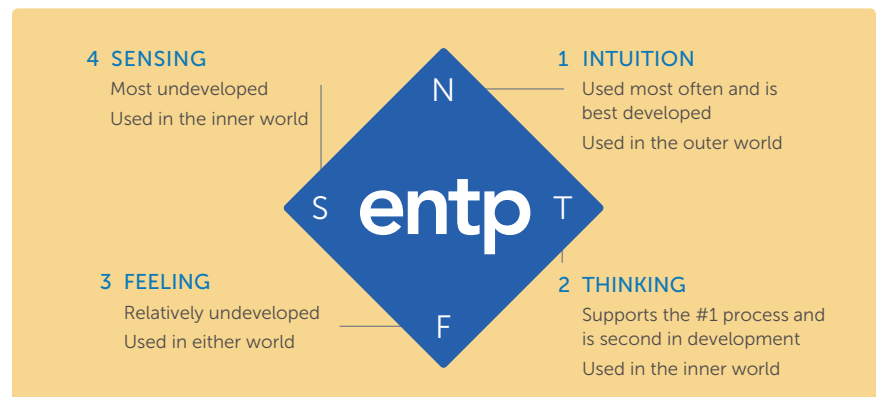 4 SENSING
Most undeveloped
Used in the inner world
1 INTUITION
Used most often and is
best developed
Used in the outer world
N
S
entp
T
F
3 FEELING
Relatively undeveloped
Used in either world
2 THINKING
Supports the #1 process and
is second in development
Used in the inner world